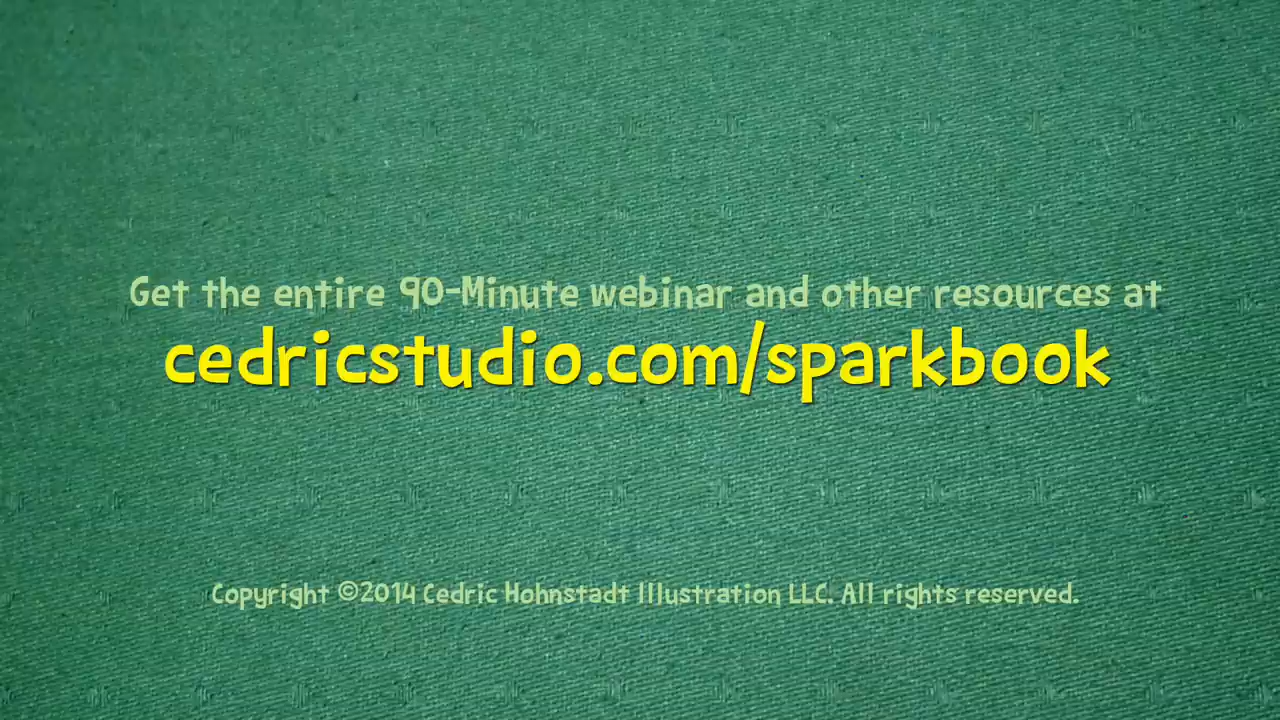 Get the entire 90-Minute webinar and other resources at
cedricstudio.com/sparkbook
Copyright ©2014 Cedric Hohnstadt Illustration LLC. All rights reserved.